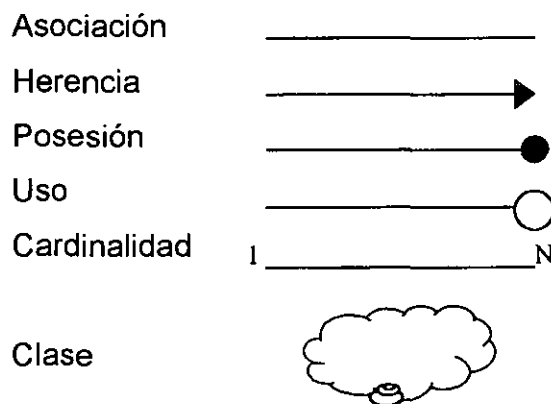 Asociación
Herencia
Posesión
Uso
Cardinalidad 1 N
Clase